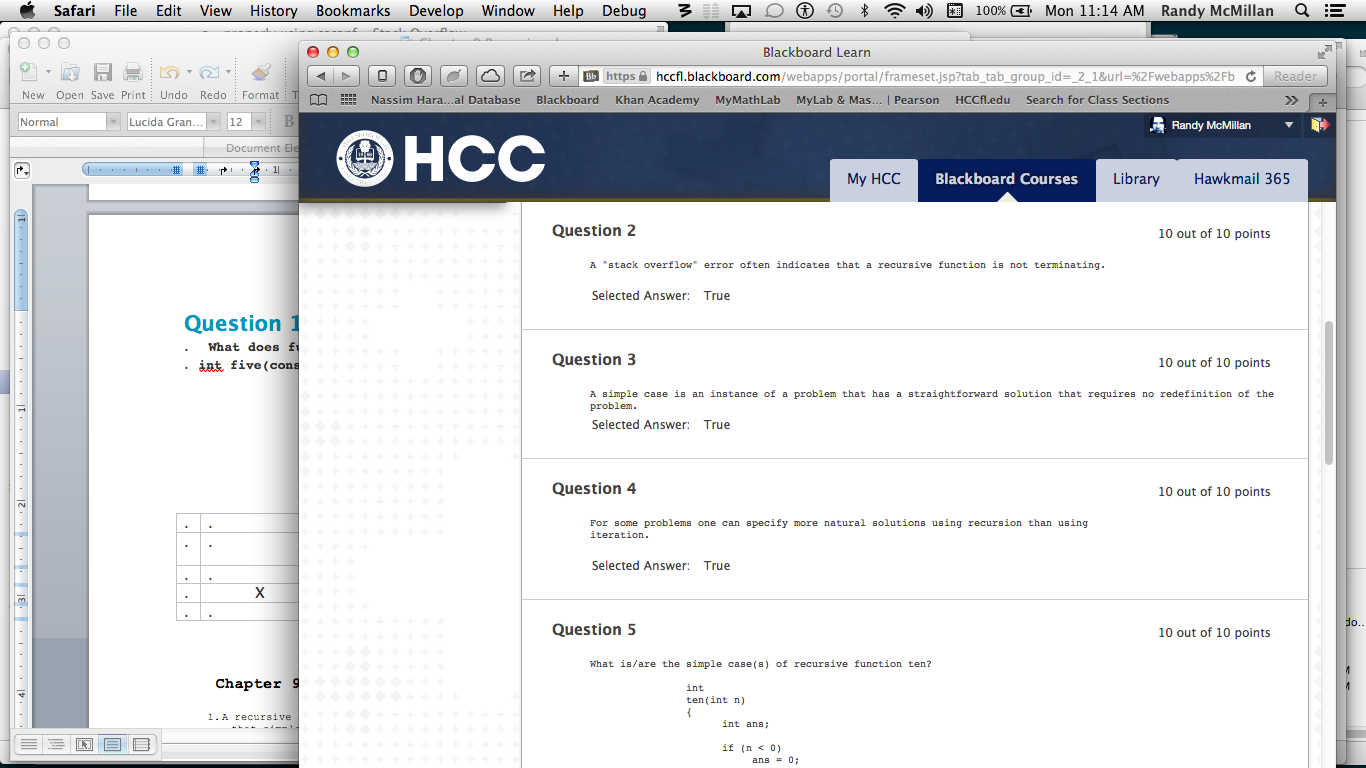 Safari File Edit View History Bookmarks Develop Window Help Debug 100% Mon 11:14 AM Randy McMillan
Blackboard Learn
New Open Save Print Undo Redo Format
Bb https hccfl.blackboard.com/webapps/portal/frameset.jsp?tab_tab_group_id=_2_1&url=%2Fwebapps%2Fb Reader
Nassim Hara...al Database Blackboard Khan Academy MyMathLab MyLab & Mas... | Pearson HCCfl.edu Search for Class Sections
Normal Lucida Gran... 12 B
Document Ele
Randy McMillan
HCC
My HCC Blackboard Courses Library Hawkmail 365
Question 2
10 out of 10 points
A "stack overflow" error often indicates that a recursive function is not terminating.
Selected Answer: True
Question 3
10 out of 10 points
A simple case is an instance of a problem that has a straightforward solution that requires no redefinition of the
problem.
Selected Answer: True
Question 4
10 out of 10 points
For some problems one can specify more natural solutions using recursion than using
iteration.
Selected Answer: True
Question 5
10 out of 10 points
What is/are the simple case(s) of recursive function ten?
int
ten(int n)
{
int ans;
if (n < 0)
ans = 0;
Question 1
. What does fu
. int five(cons
. .
. .
. .
. X
. .
Chapter 9
1.A recursive
do..